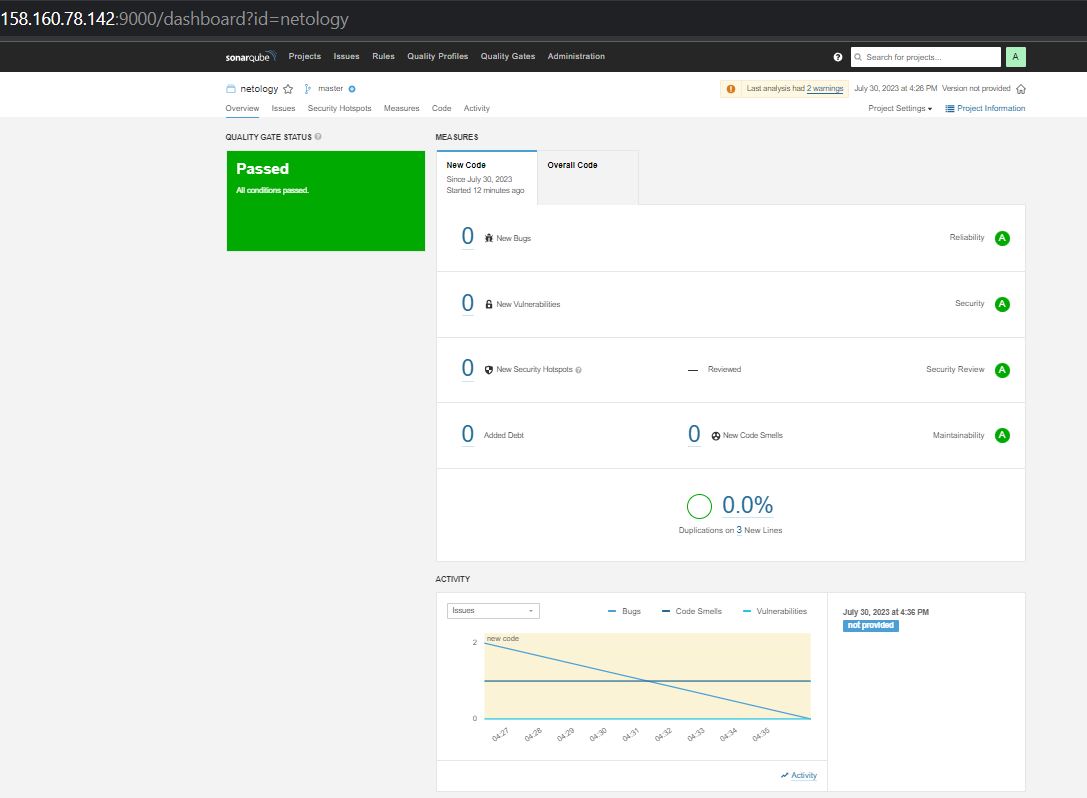 158.160.78.142:9000/dashboard?id=netology
sonarqube Projects Issues Rules Quality Profiles Quality Gates Administration Search for projects... A
netology master Last analysis had 2 warnings July 30, 2023 at 4:26 PM Version not provided
Overview Issues Security Hotspots Measures Code Activity Project Settings Project Information
QUALITY GATE STATUS
Passed
All conditions passed.
MEASURES
New Code
Since July 30, 2023
Started 12 minutes ago
Overall Code
0 New Bugs Reliability A
0 New Vulnerabilities Security A
0 New Security Hotspots — Reviewed Security Review A
0 Added Debt 0 New Code Smells Maintainability A
0.0%
Duplications on 3 New Lines
ACTIVITY
Issues Bugs Code Smells Vulnerabilities
2 new code
0
04:27 04:28 04:29 04:30 04:31 04:32 04:33 04:34 04:35
Activity
July 30, 2023 at 4:36 PM
not provided